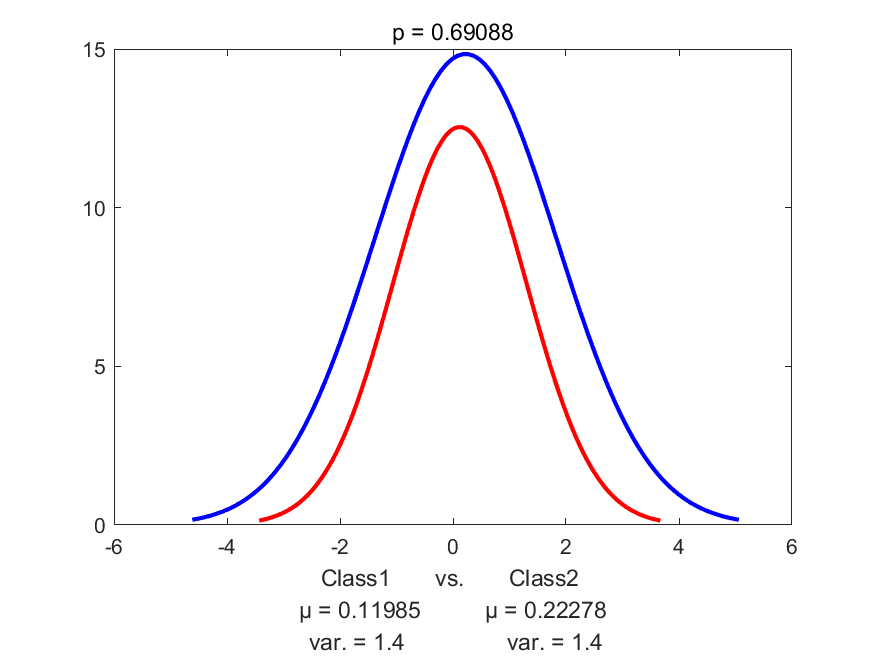 p = 0.69088
15
10
5
0
-6 -4 -2 0 2 4 6
Class1 vs. Class2
μ = 0.11985 μ = 0.22278
var. = 1.4 var. = 1.4